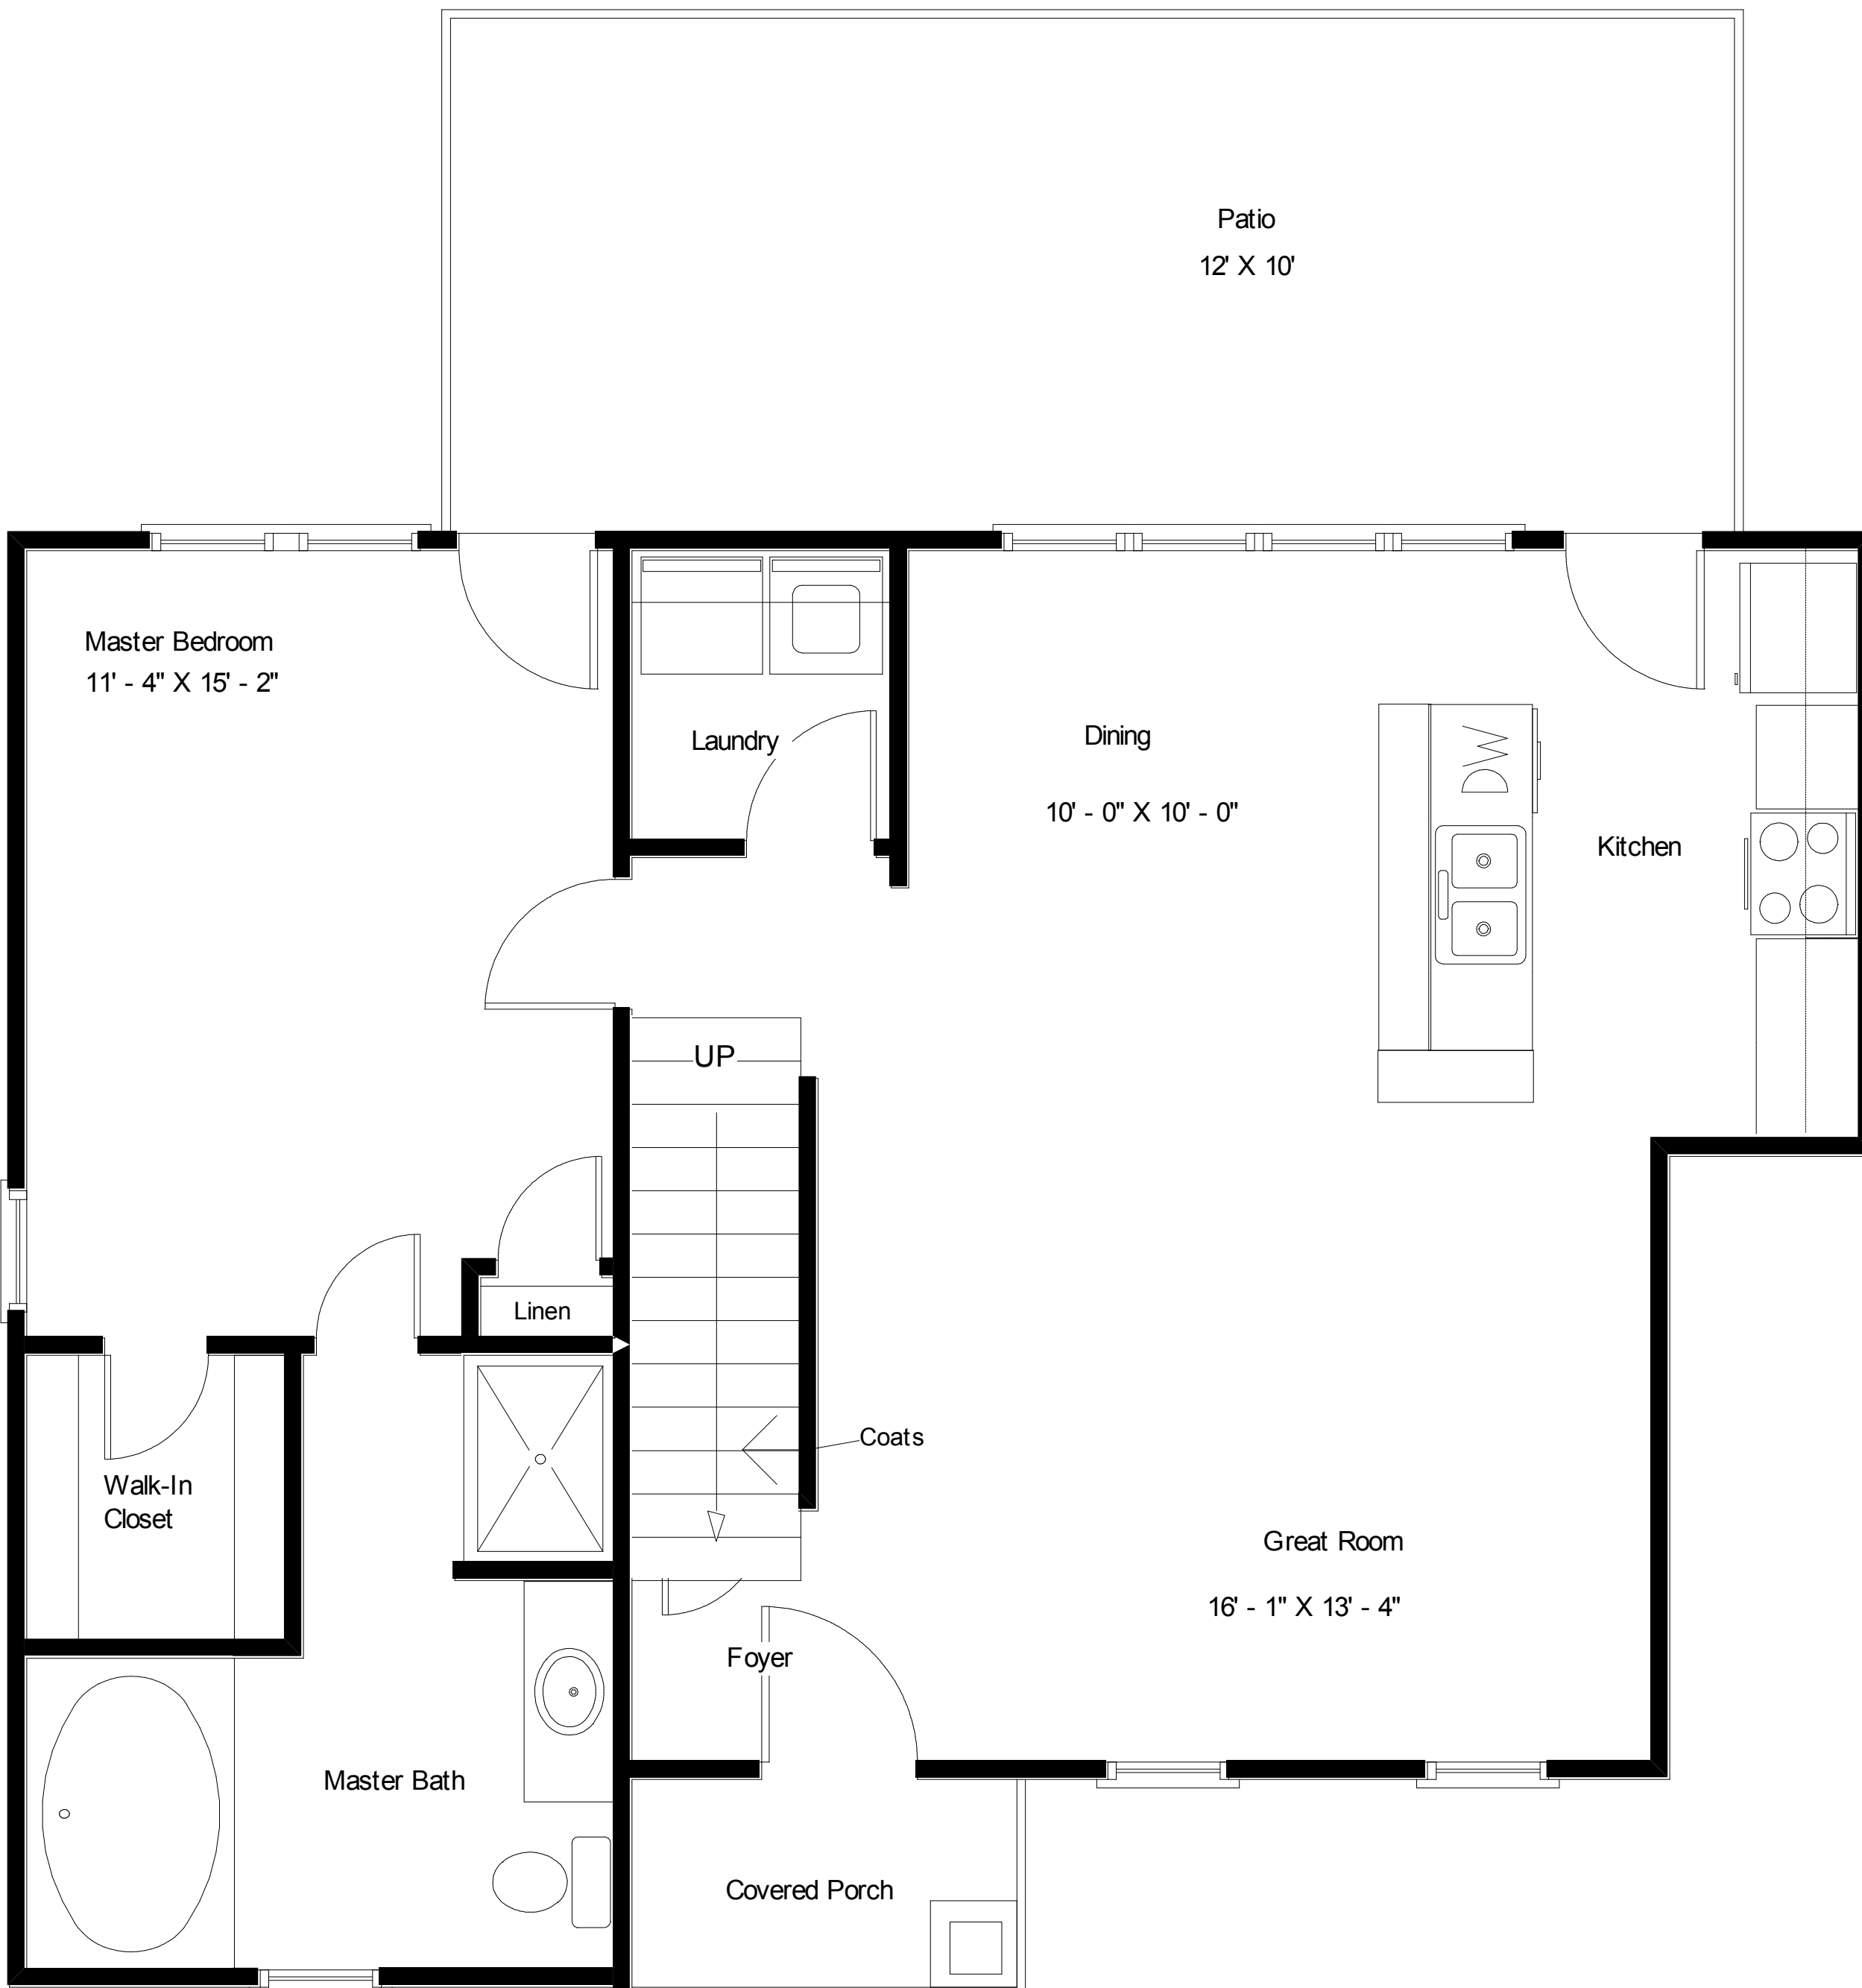 Patio
12' X 10'
Master Bedroom
11' - 4" X 15' - 2"
Laundry
Dining
10' - 0" X 10' - 0"
DW
Kitchen
UP
Linen
Coats
Walk-In
Closet
Great Room
16' - 1" X 13' - 4"
Foyer
Master Bath
Covered Porch